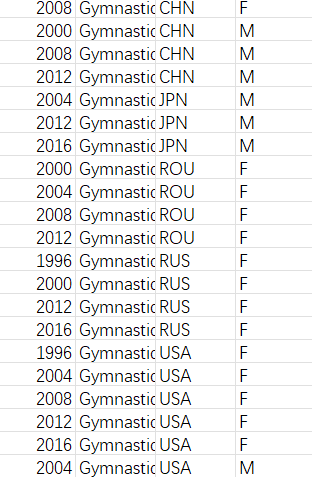 2008 Gymnastic CHN F
2000 Gymnastic CHN M
2008 Gymnastic CHN M
2012 Gymnastic CHN M
2004 Gymnastic JPN M
2012 Gymnastic JPN M
2016 Gymnastic JPN M
2000 Gymnastic ROU F
2004 Gymnastic ROU F
2008 Gymnastic ROU F
2012 Gymnastic ROU F
1996 Gymnastic RUS F
2000 Gymnastic RUS F
2012 Gymnastic RUS F
2016 Gymnastic RUS F
1996 Gymnastic USA F
2004 Gymnastic USA F
2008 Gymnastic USA F
2012 Gymnastic USA F
2016 Gymnastic USA F
2004 Gymnastic USA M